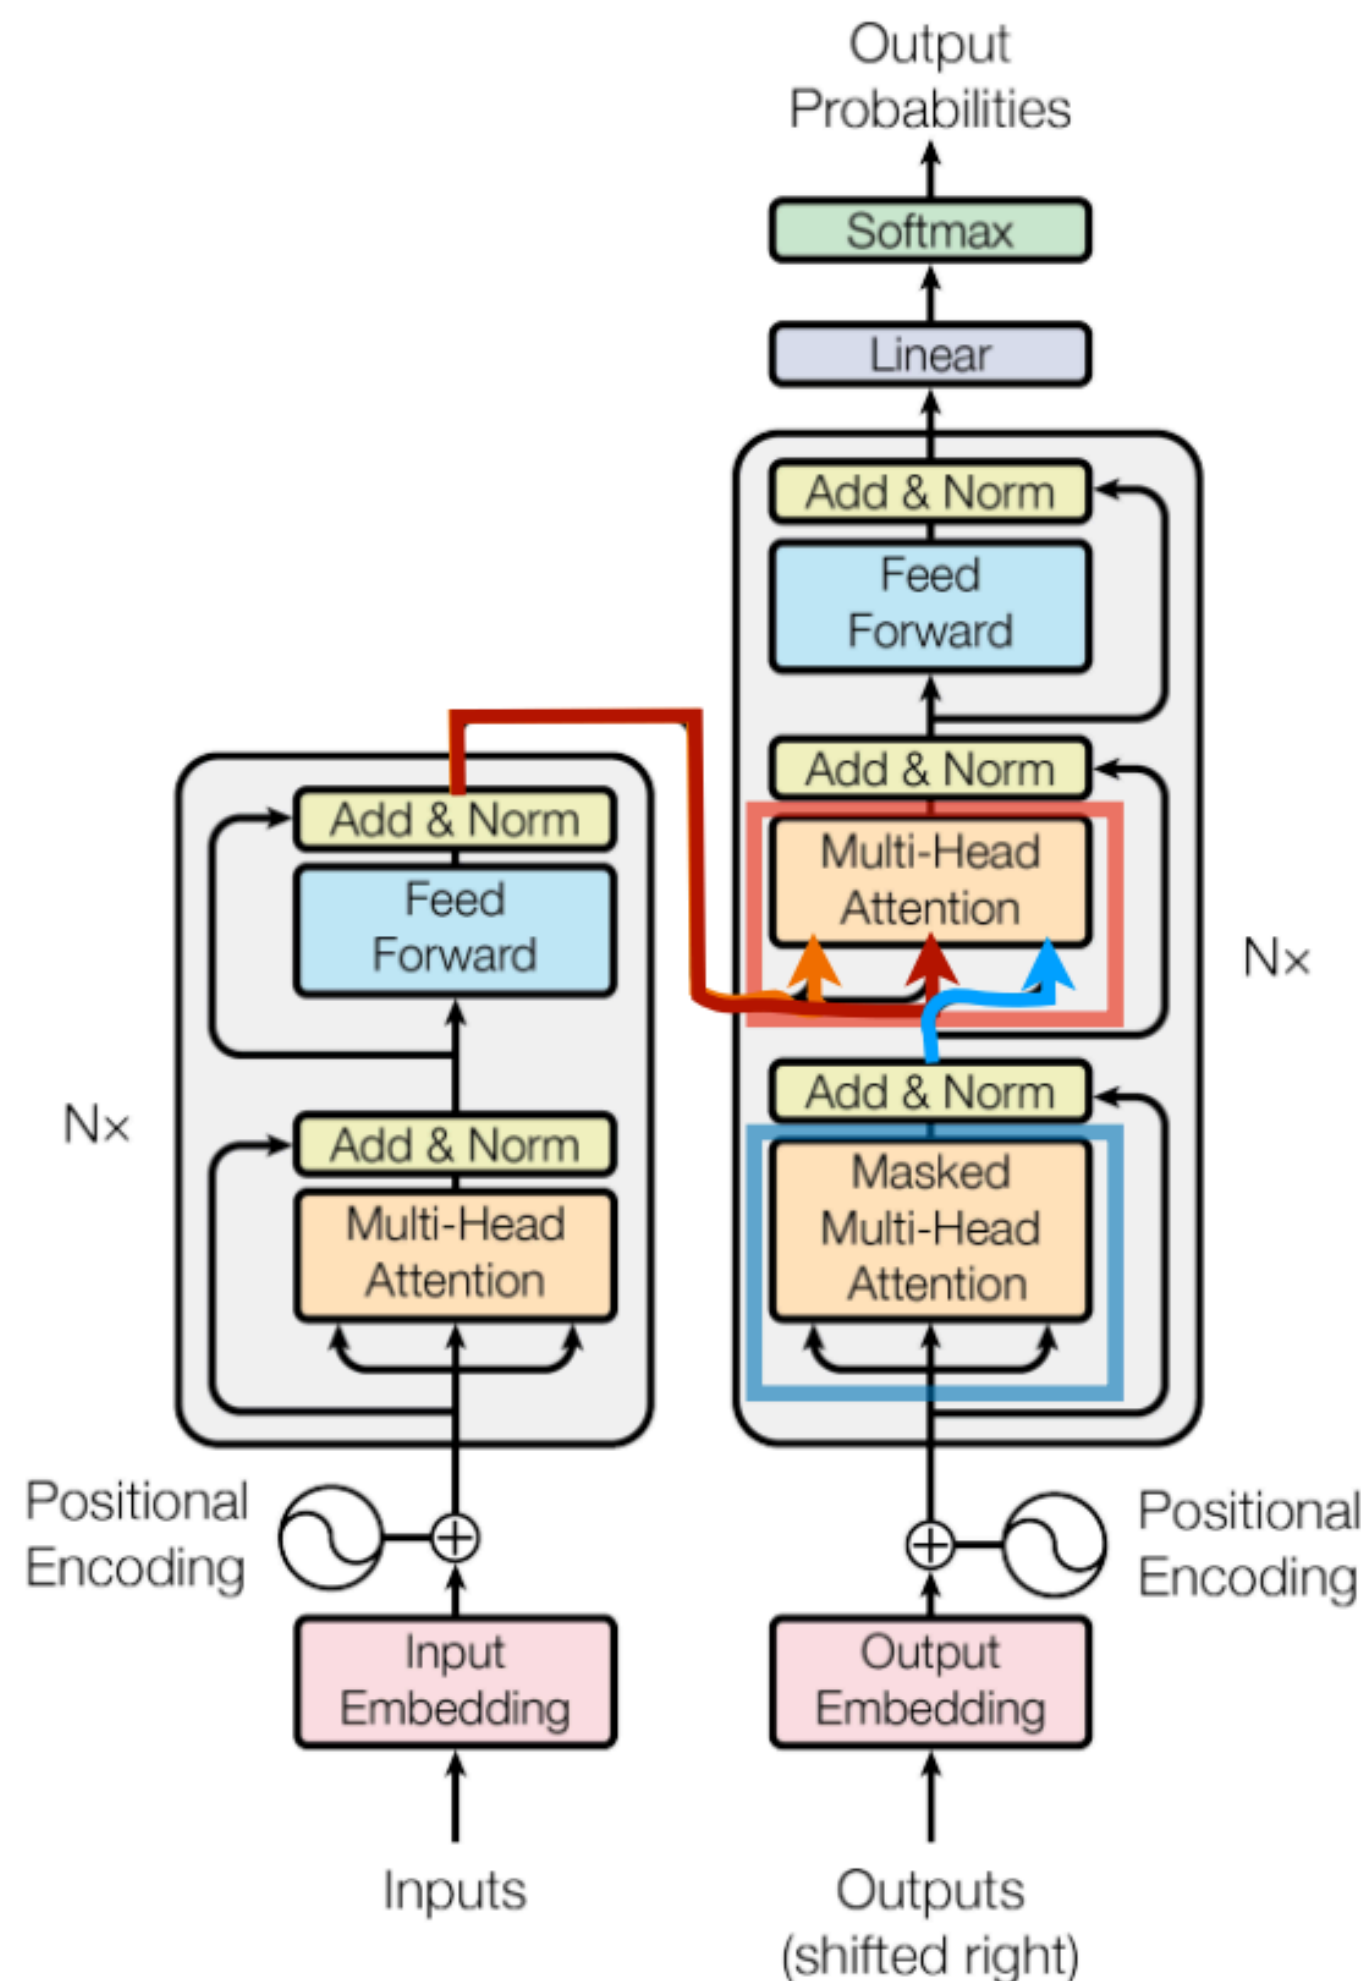 Output
Probabilities
Softmax
Linear
Add & Norm
Feed
Forward
Add & Norm
Multi-Head
Attention
Nx
Add & Norm
Masked
Multi-Head
Attention
Add & Norm
Feed
Forward
Nx
Add & Norm
Multi-Head
Attention
Positional
Encoding
Positional
Encoding
Input
Embedding
Output
Embedding
Inputs
Outputs
(shifted right)